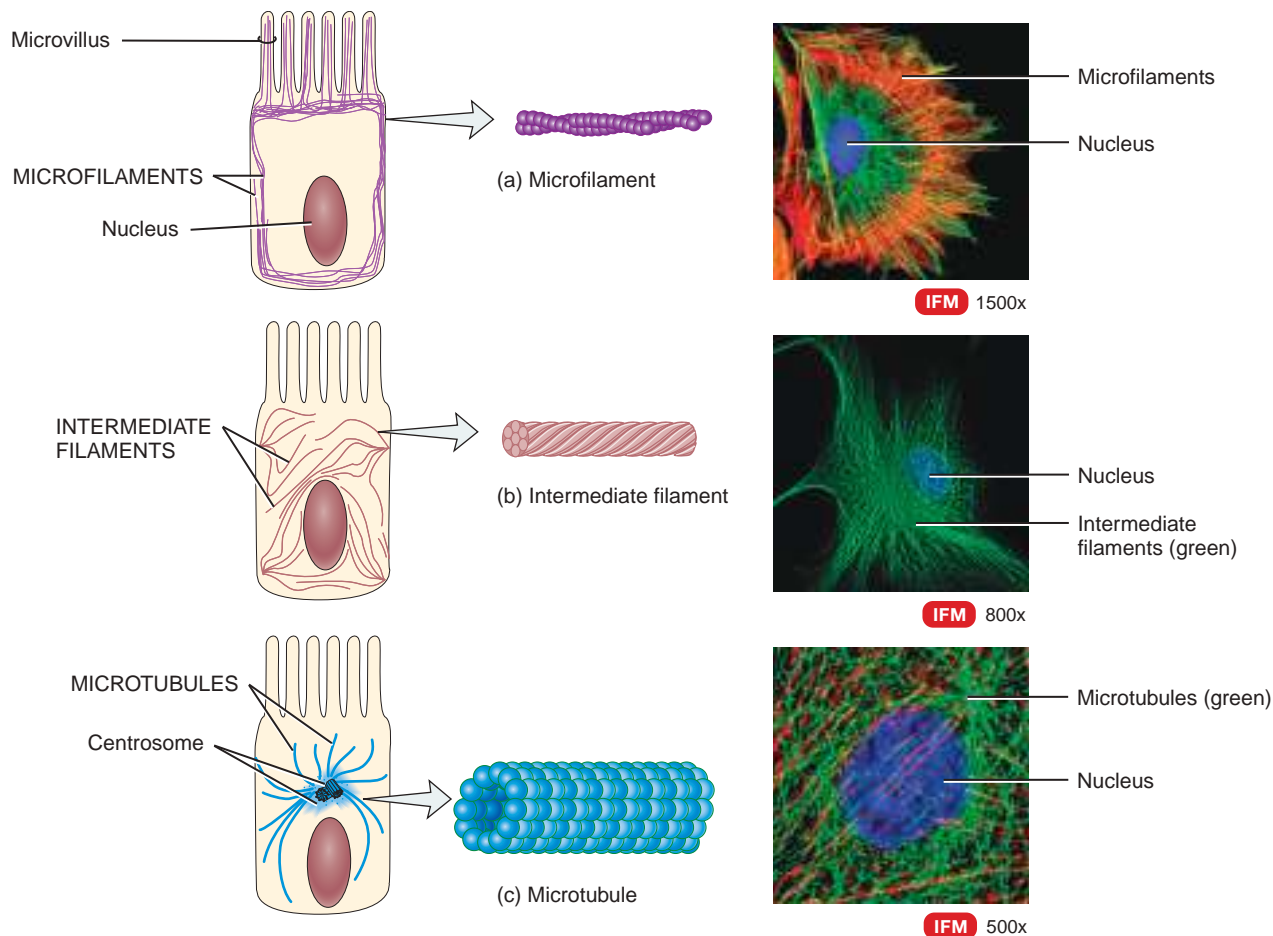 Microvillus
MICROFILAMENTS
Nucleus
(a) Microfilament
Microfilaments
Nucleus
IFM 1500x
INTERMEDIATE
FILAMENTS
(b) Intermediate filament
Nucleus
Intermediate
filaments (green)
IFM 800x
MICROTUBULES
Centrosome
(c) Microtubule
Microtubules (green)
Nucleus
IFM 500x